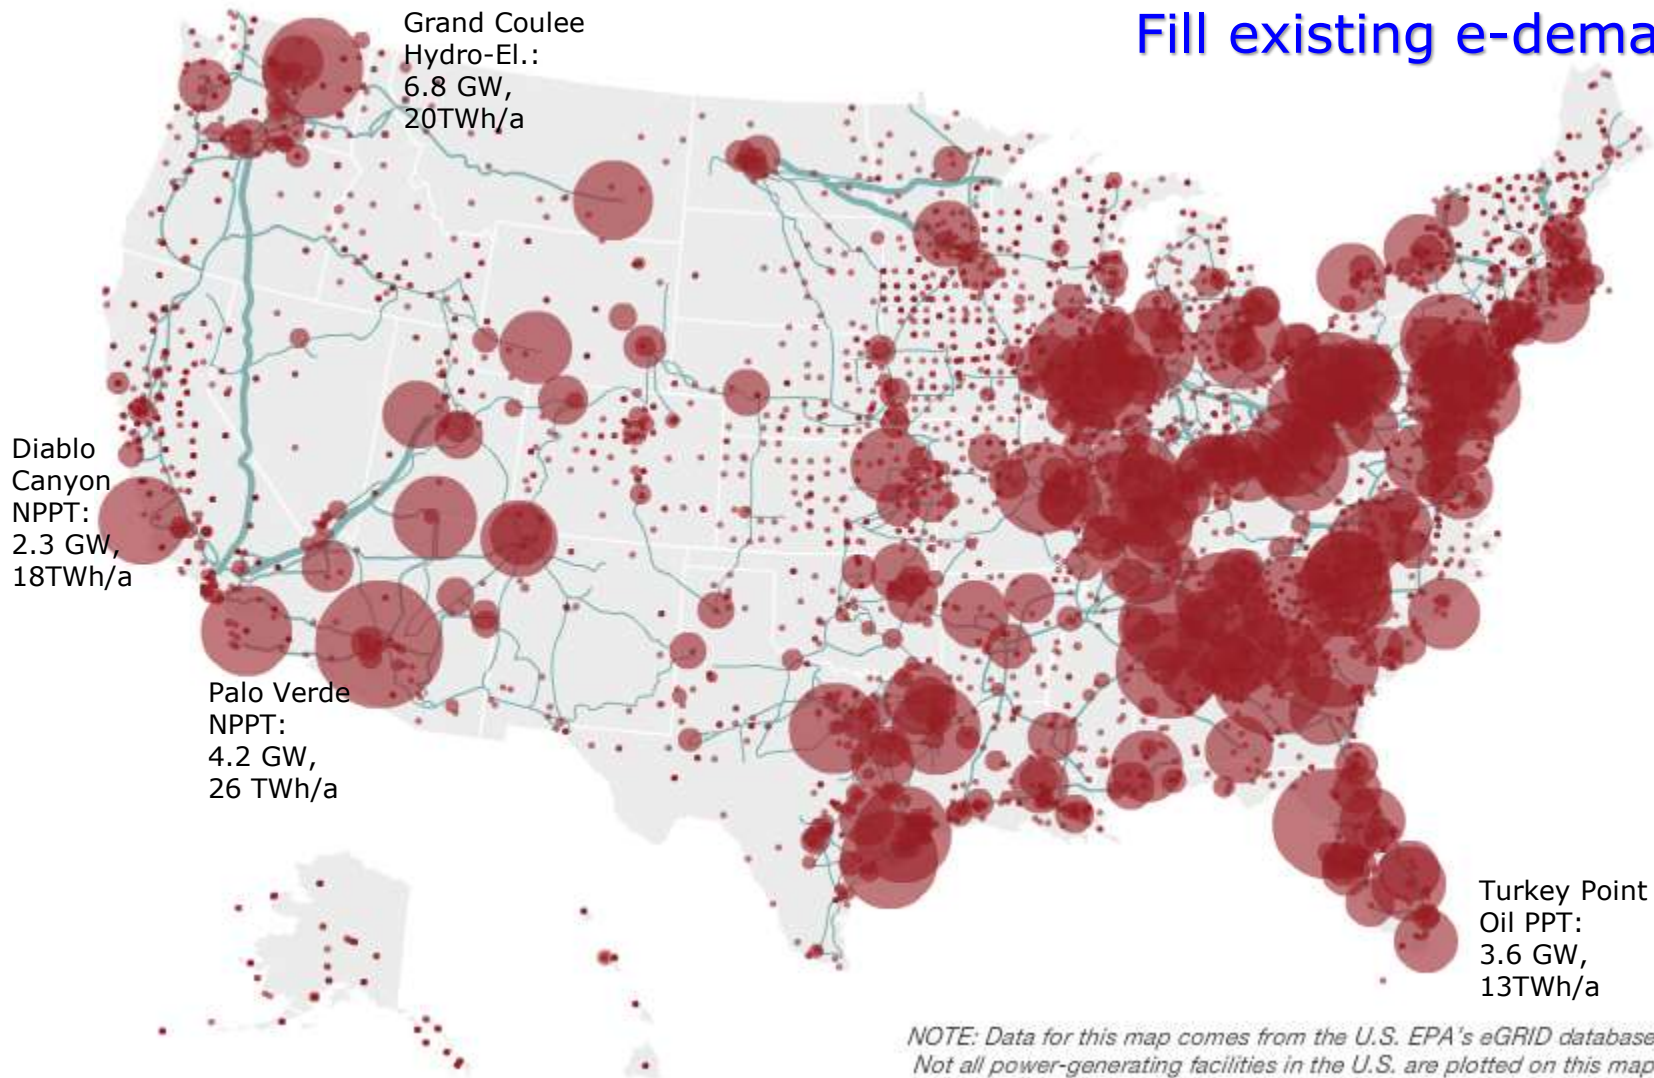 Grand Coulee
Hydro-El.:
6.8 GW,
20TWh/a
Fill existing e-dema
Diablo
Canyon
NPPT:
2.3 GW,
18TWh/a
Palo Verde
NPPT:
4.2 GW,
26 TWh/a
Turkey Point
Oil PPT:
3.6 GW,
13TWh/a
NOTE: Data for this map comes from the U.S. EPA's eGRID database
Not all power-generating facilities in the U.S. are plotted on this map